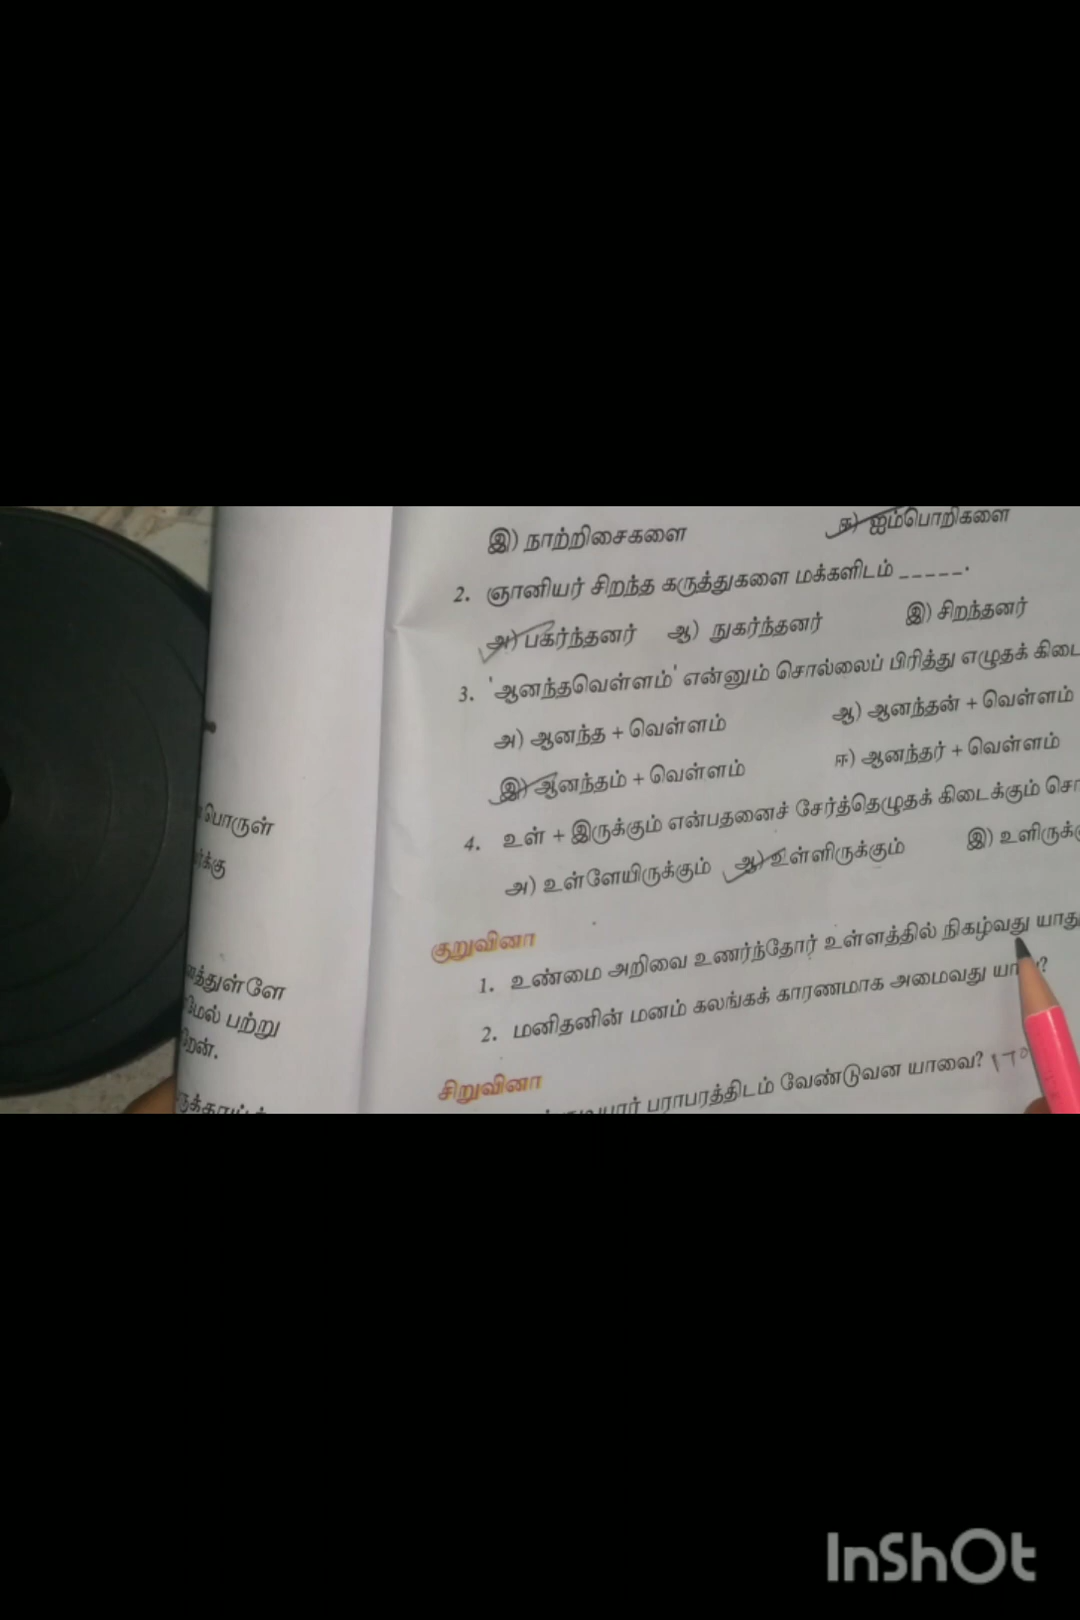 இ) நாற்றிசைகளை ஈ) ஐம்பொறிகளை
2. ஞானியர் சிறந்த கருத்துகளை மக்களிடம் _____.
அ) பகர்ந்தனர் ஆ) நுகர்ந்தனர் இ) சிறந்தனர்
3. 'ஆனந்தவெள்ளம்' என்னும் சொல்லைப் பிரித்து எழுதக்
அ) ஆனந்த + வெள்ளம் ஆ) ஆனந்தன் + வெள்ளம்
இ) ஆனந்தம் + வெள்ளம் ஈ) ஆனந்தர் + வெள்ளம்
4. உள் + இருக்கும் என்பதனைச் சேர்த்தெழுதக் கிடைக்கும்
அ) உள்ளேயிருக்கும் ஆ) உள்ளிருக்கும் இ)
குறுவினா
1. உண்மை அறிவை உணர்ந்தோர் உள்ளத்தில் நிகழ்வது யாது
2. மனிதனின் மனம் கலங்கக் காரணமாக அமைவது
சிறுவினா
பராபரத்திடம் வேண்டுவன யாவை?
பொருள்
க்கு
த்துள்ளே
மேல் பற்று
றேன்.
InShOt